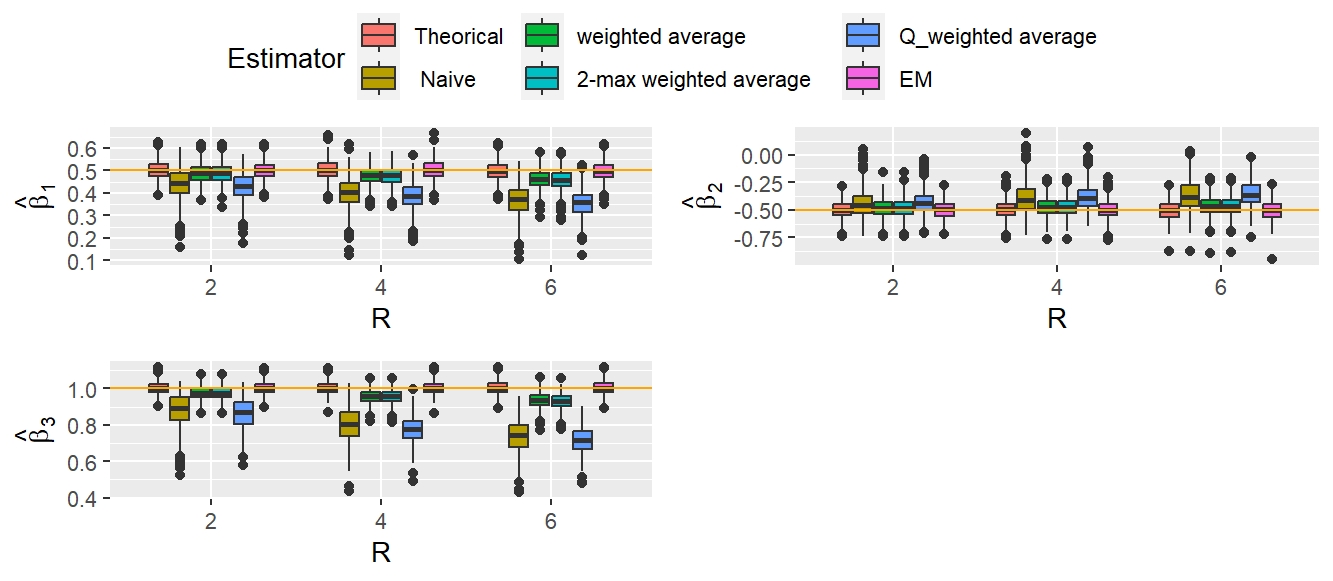 Estimator
Theorical
weighted average
Q_weighted average
Naive
2-max weighted average
EM
β̂1
0.6
0.5
0.4
0.3
0.2
0.1
2
4
6
R
β̂2
0.00
-0.25
-0.50
-0.75
2
4
6
R
β̂3
1.0
0.8
0.6
0.4
2
4
6
R